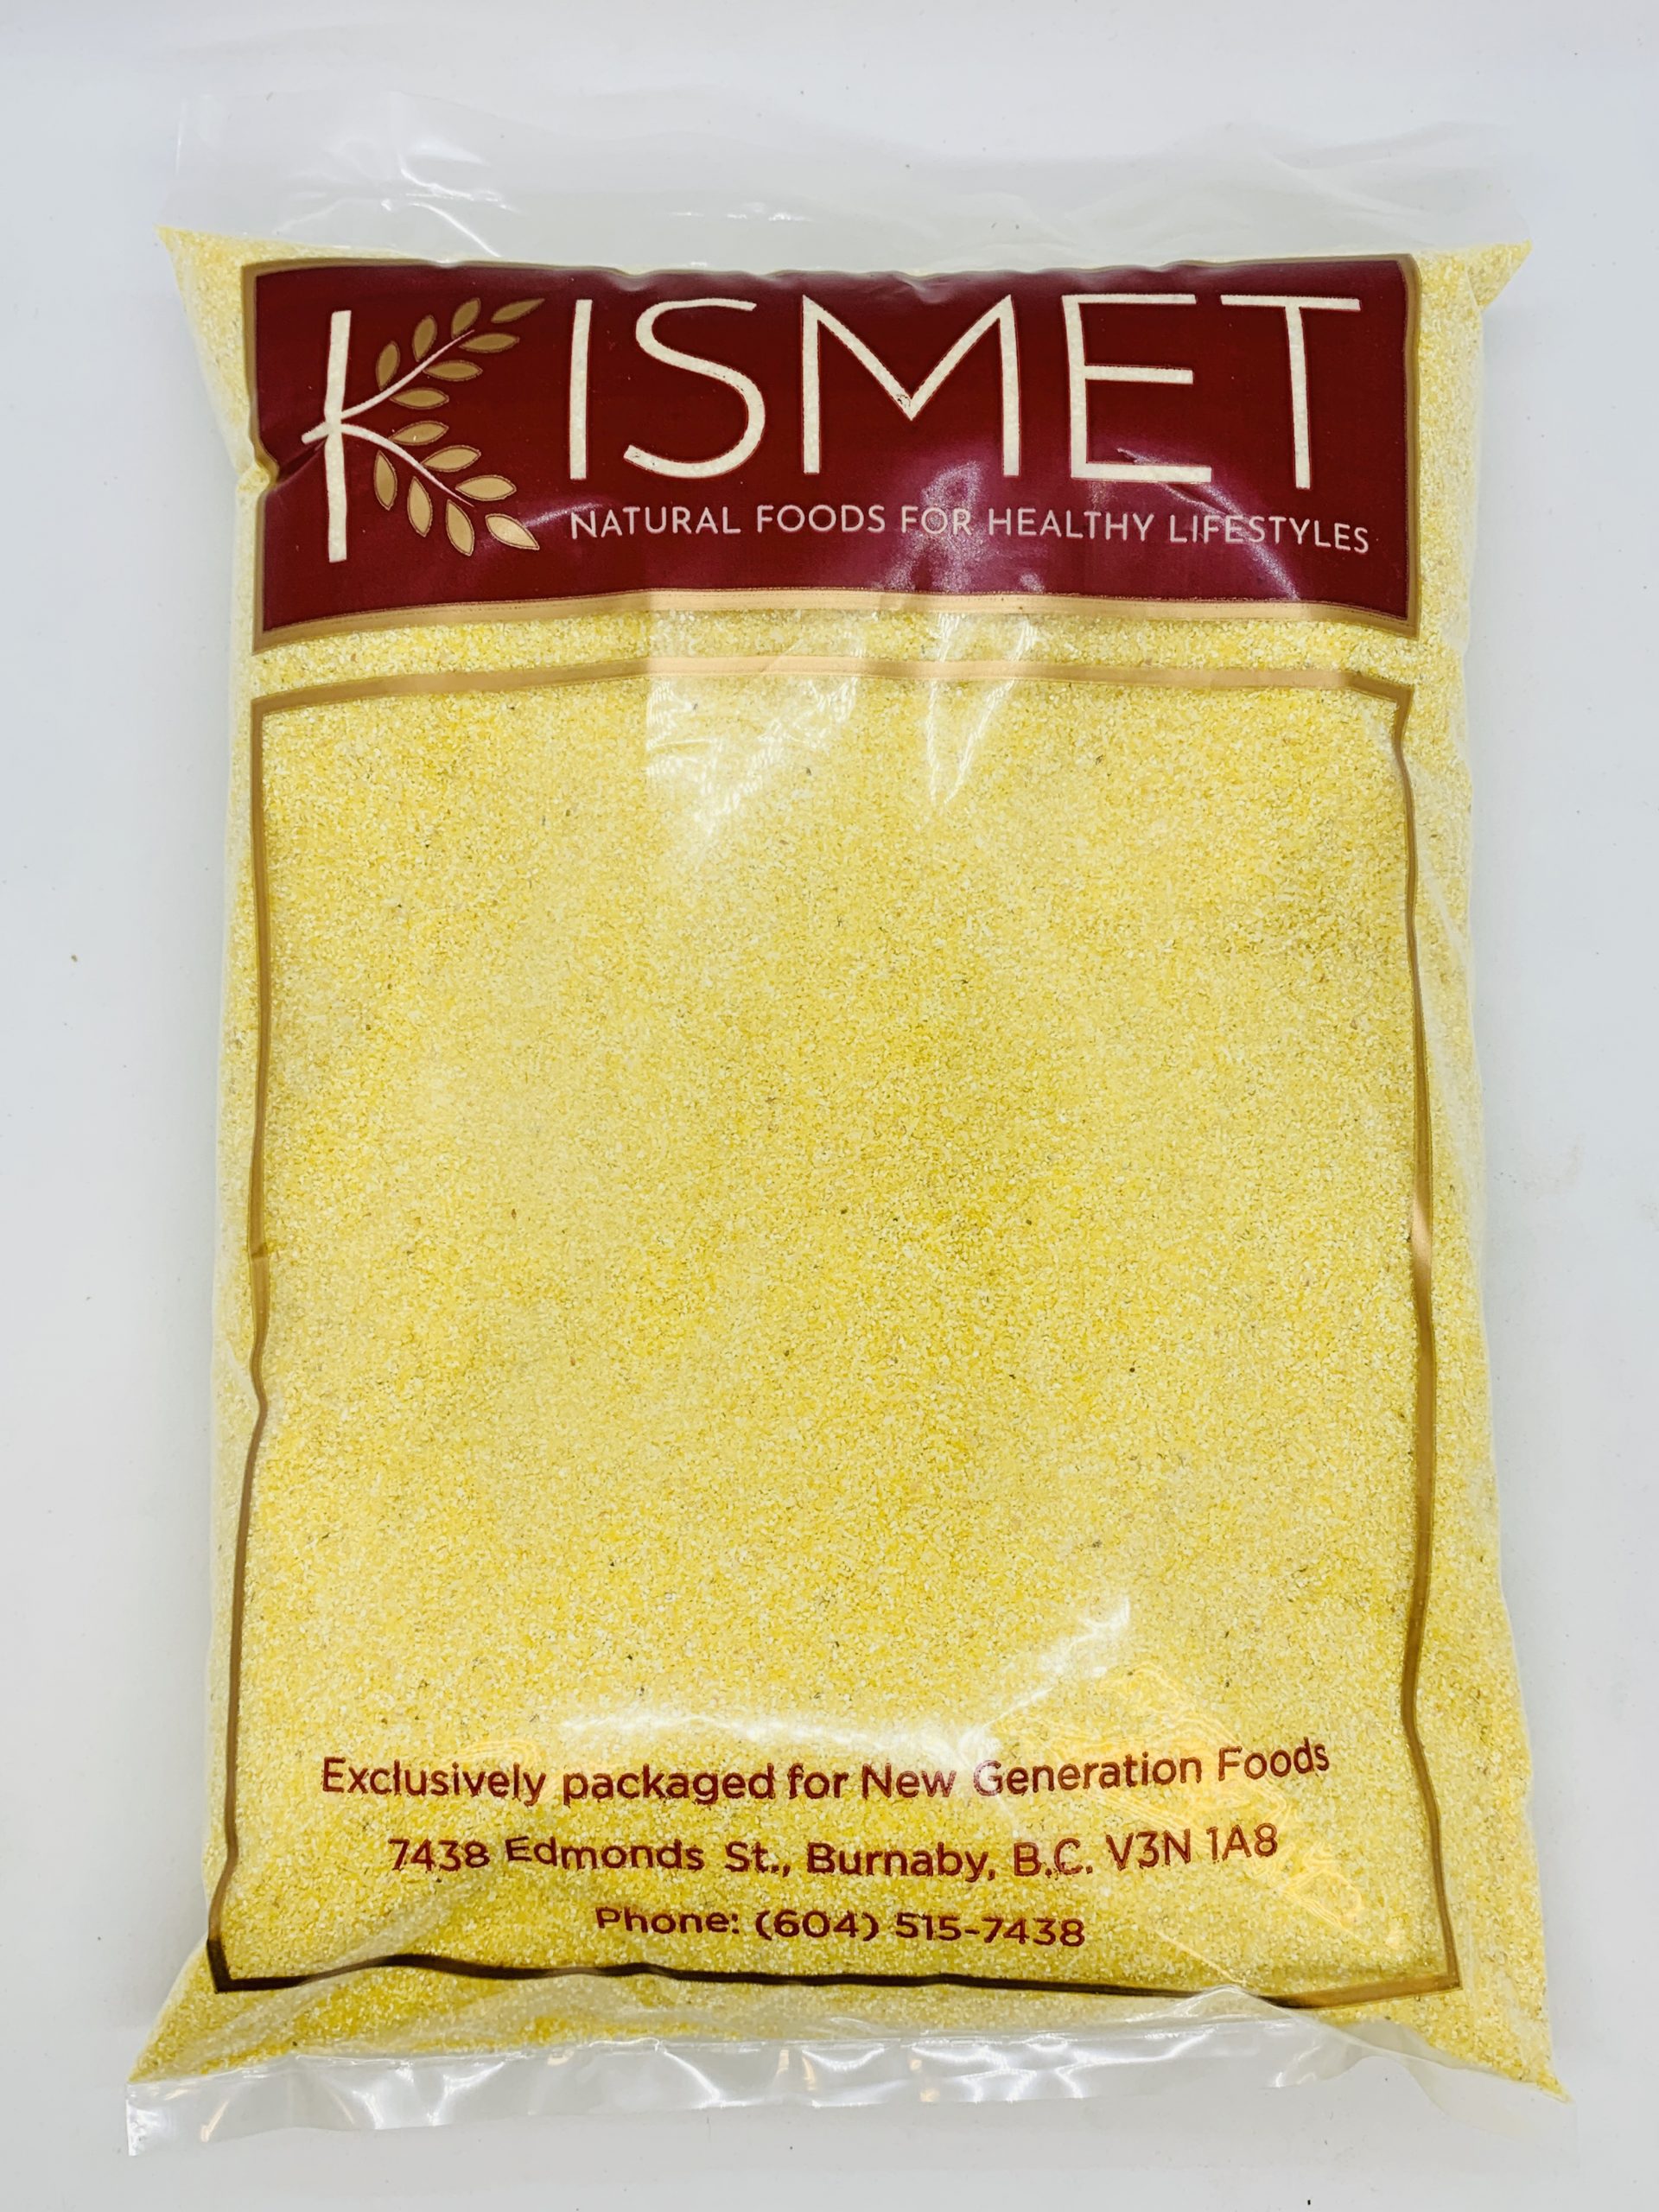 KISMET
NATURAL FOODS FOR HEALTHY LIFESTYLES
Exclusively packaged for New Generation Foods
7438 Edmonds St., Burnaby, B.C. V3N 1A8
Phone: (604) 515-7438